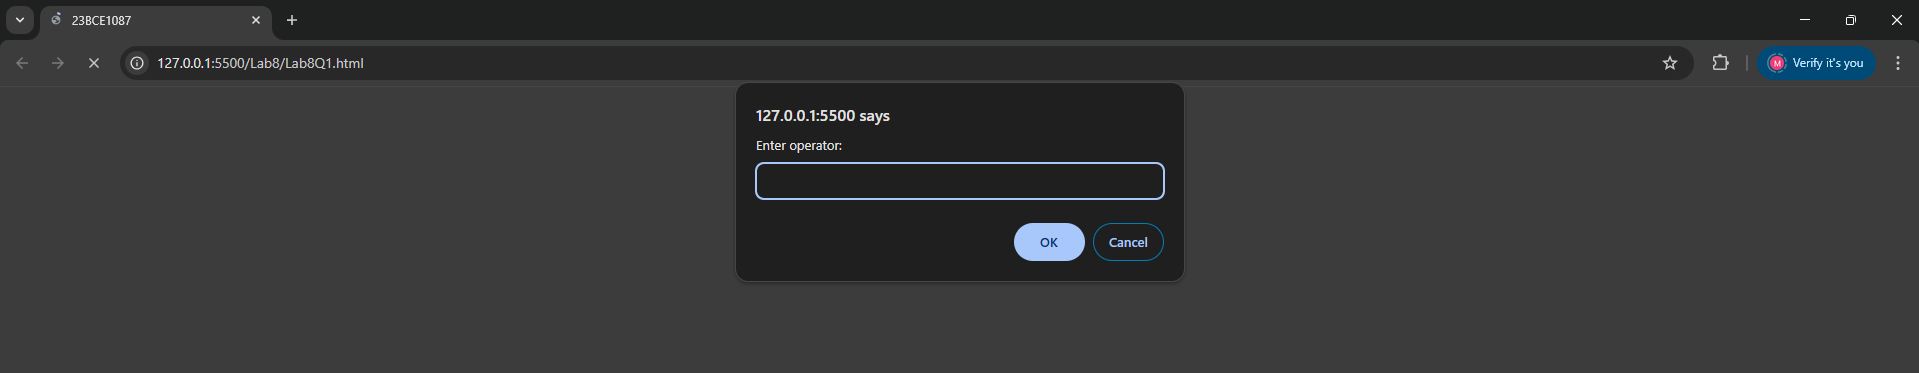 23BCE1087
127.0.0.1:5500/Lab8/Lab8Q1.html
M
Verify it's you
127.0.0.1:5500 says
Enter operator:
OK
Cancel